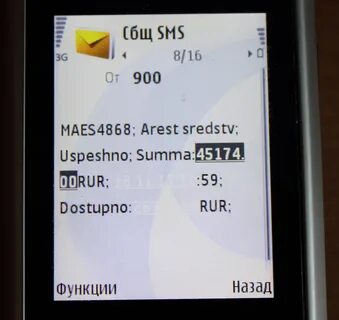 Сбщ SMS
3G
8/16
От 900
MAES4868; Arest sredstv;
Uspeshno; Summa:45174.
00RUR; :59;
Dostupno: RUR;
Функции Назад